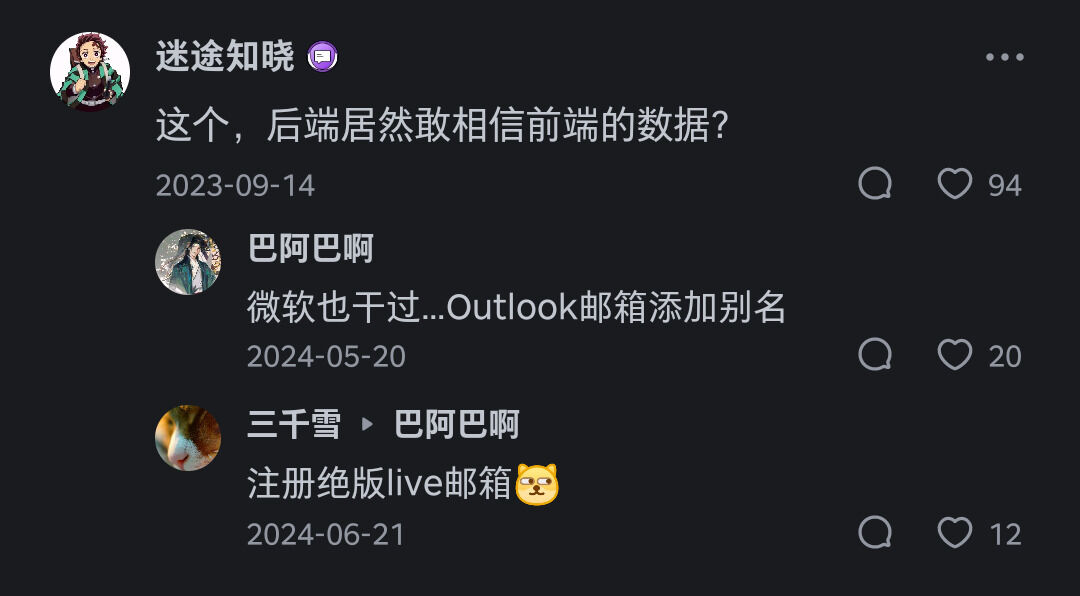 迷途知晓
这个，后端居然敢相信前端的数据？
2023-09-14
94
巴阿巴啊
微软也干过...Outlook邮箱添加别名
2024-05-20
20
三千雪 ▸ 巴阿巴啊
注册绝版live邮箱
2024-06-21
12